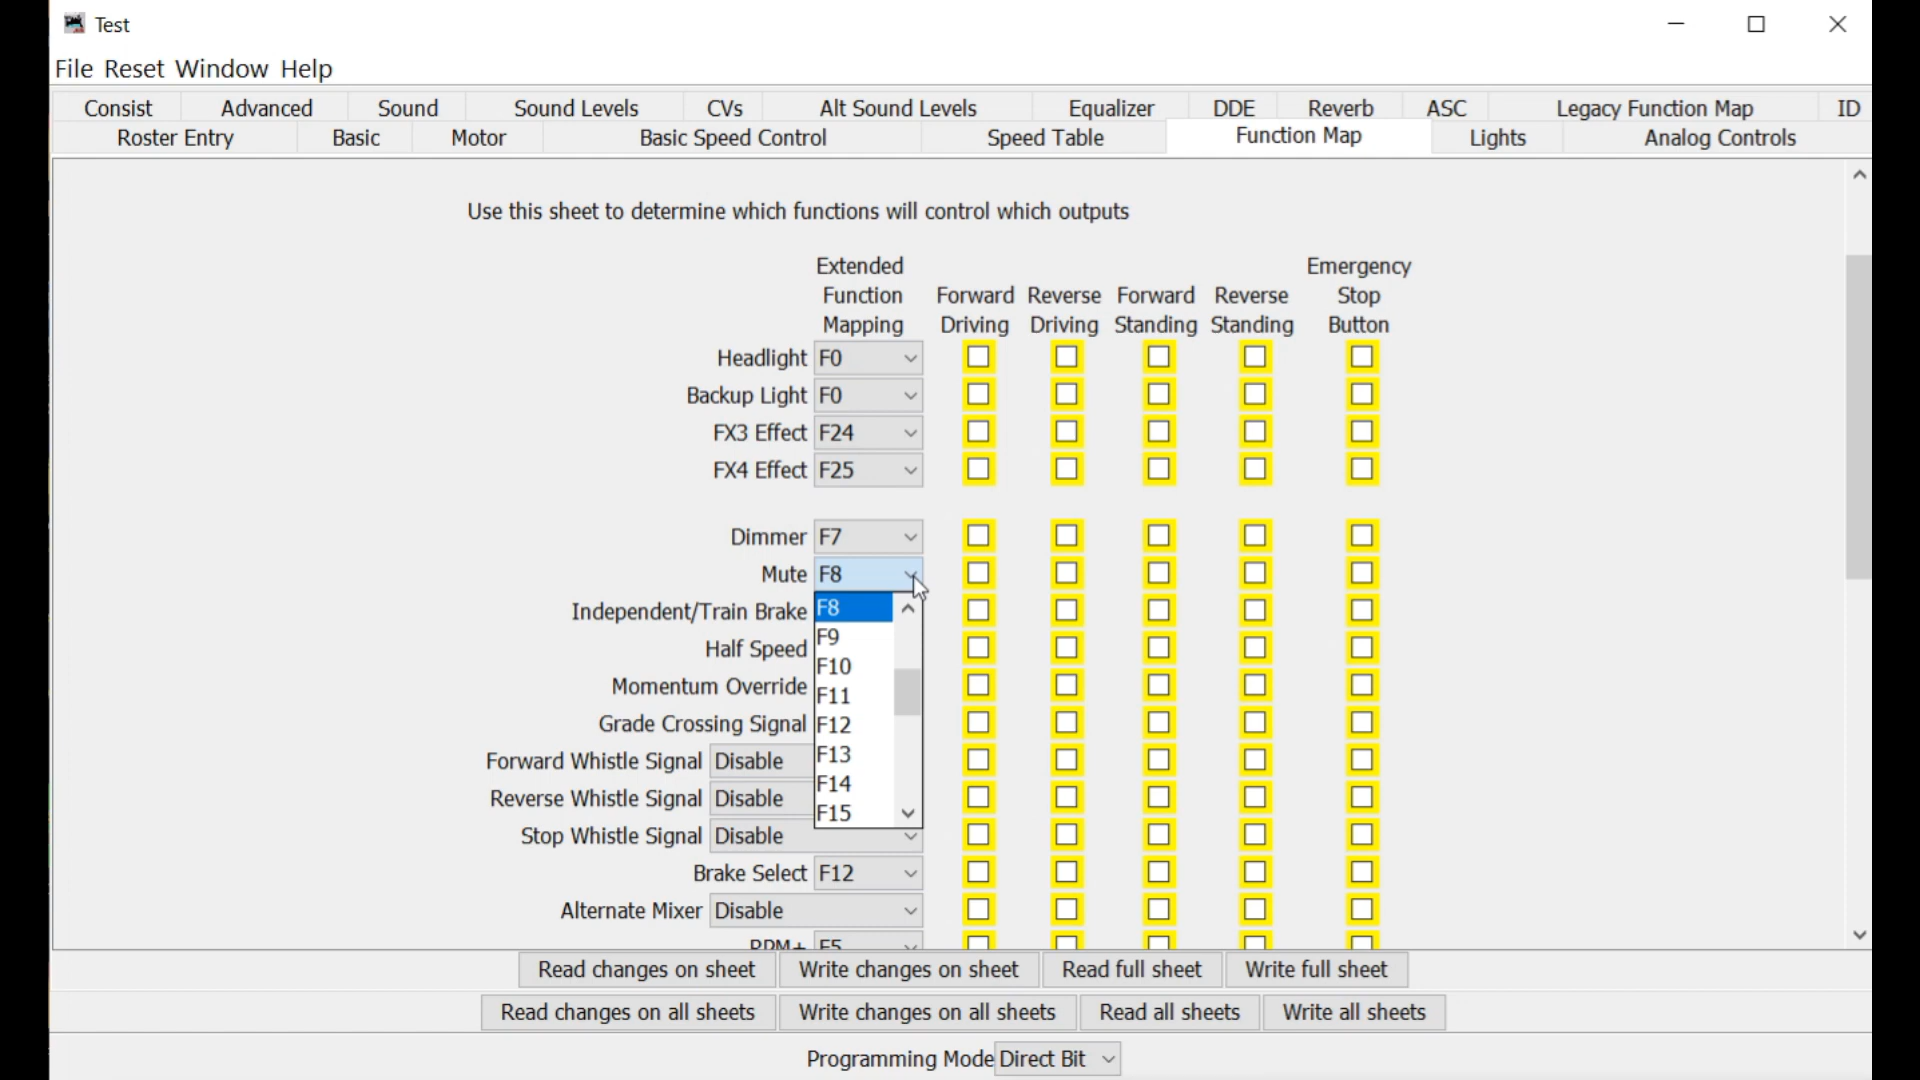 Test
File Reset Window Help
Consist Advanced Sound Sound Levels CVs Alt Sound Levels Equalizer DDE Reverb ASC Legacy Function Map ID
Roster Entry Basic Motor Basic Speed Control Speed Table Function Map Lights Analog Controls
Use this sheet to determine which functions will control which outputs
Extended Emergency
Function Forward Reverse Forward Reverse Stop
Mapping Driving Driving Standing Standing Button
Headlight F0
Backup Light F0
FX3 Effect F24
FX4 Effect F25
Dimmer F7
Mute F8
Independent/Train Brake F8
F9
Half Speed
F10
Momentum Override F11
Grade Crossing Signal F12
Forward Whistle Signal Disable F13
Reverse Whistle Signal Disable F14
F15
Stop Whistle Signal Disable
Brake Select F12
Alternate Mixer Disable
RPM+ F5
Read changes on sheet Write changes on sheet Read full sheet Write full sheet
Read changes on all sheets Write changes on all sheets Read all sheets Write all sheets
Programming Mode Direct Bit